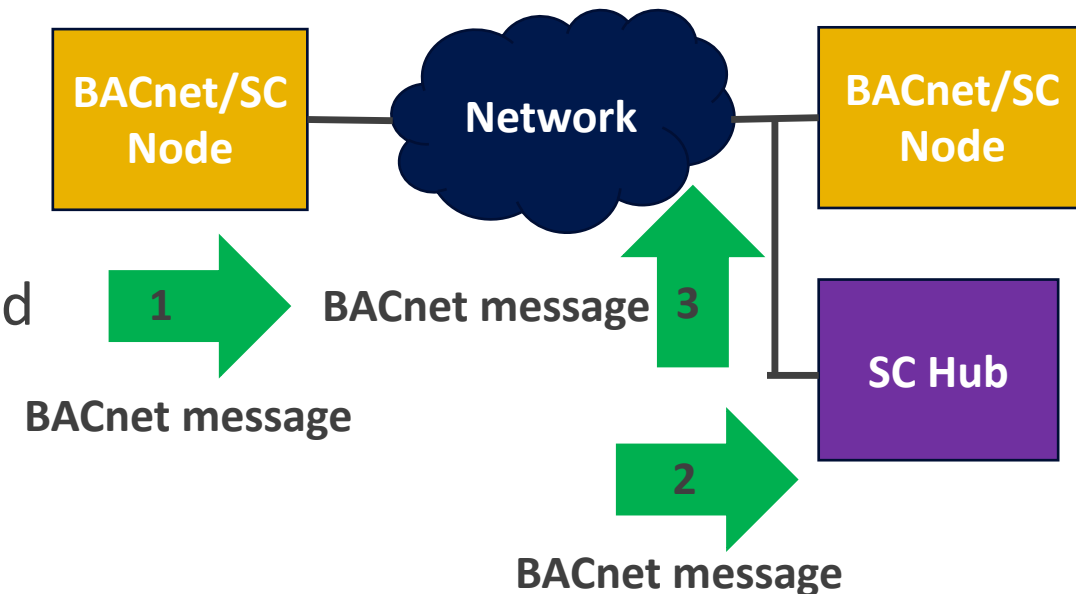 BACnet/SC
Node
Network
BACnet/SC
Node
d
1
BACnet message
BACnet message
3
SC Hub
2
BACnet message